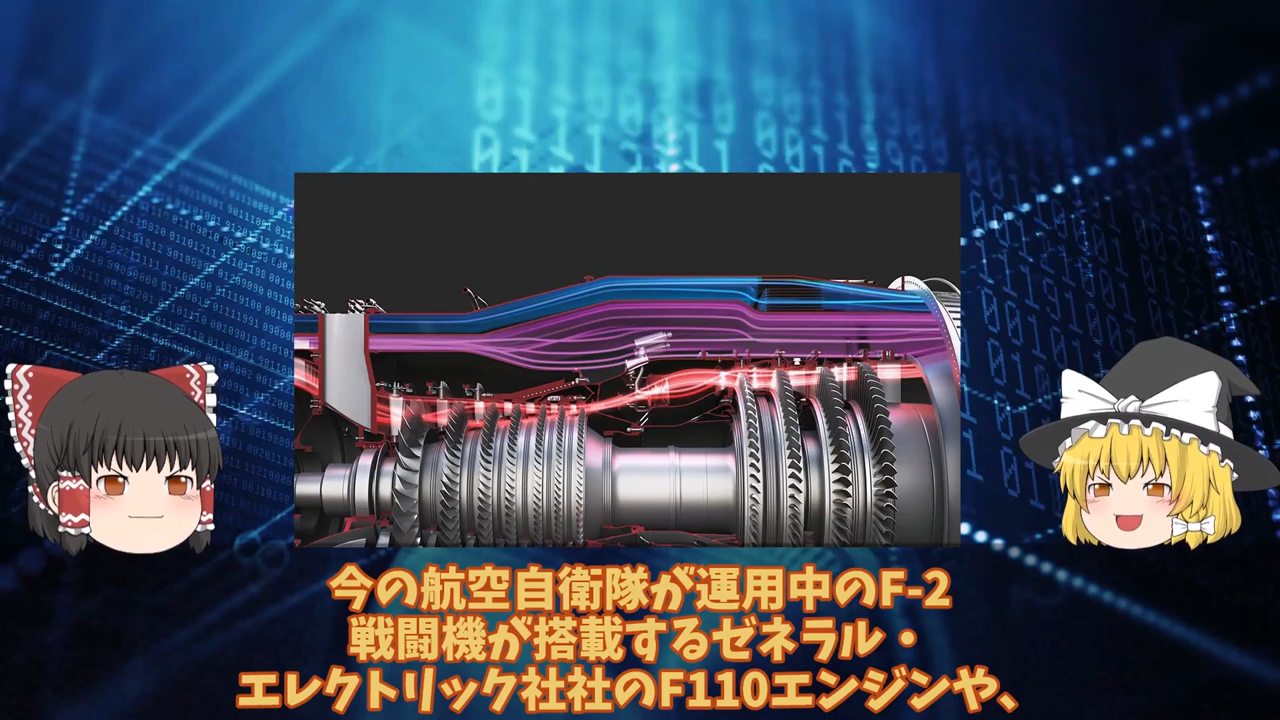 今の航空自衛隊が運用中のF-2
戦闘機が搭載するゼネラル・
エレクトリック社社のF110エンジンや、